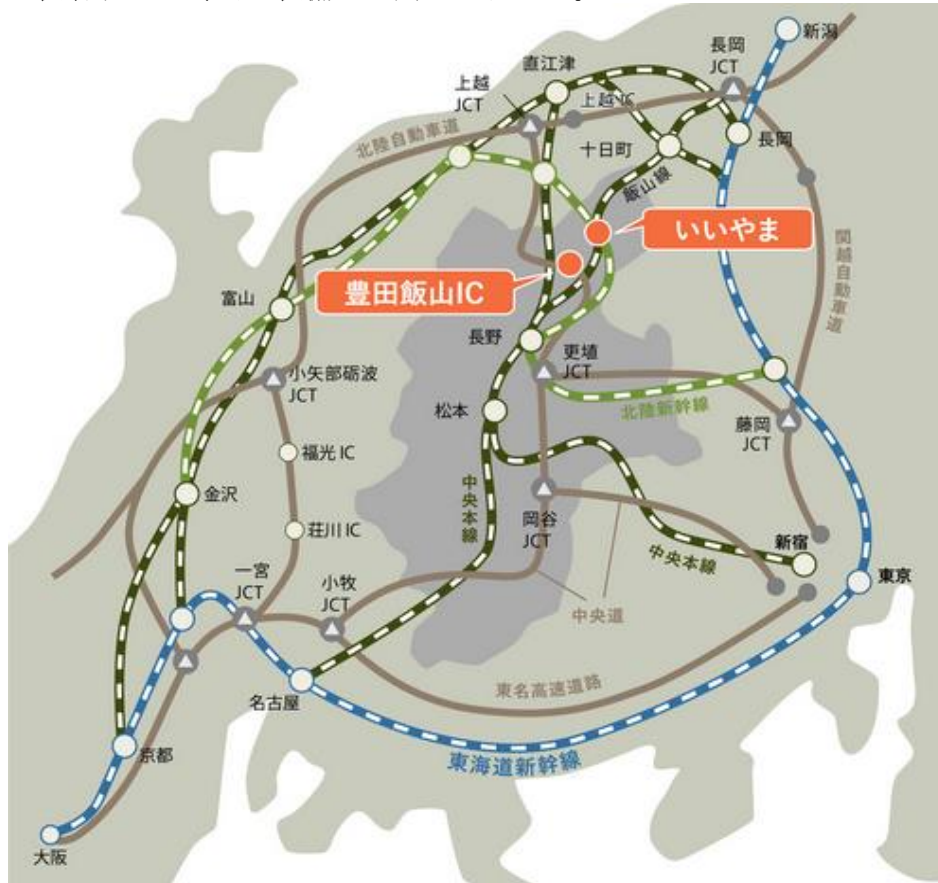 新潟
長岡
JCT
直江津
上越
JCT
上越IC
北陸自動車道
長岡
十日町
飯山線
いいやま
豊田飯山IC
関越自動車道
富山
長野
更埴
JCT
小矢部砺波
JCT
松本
北陸新幹線
藤岡
JCT
福光IC
中央本線
金沢
岡谷
JCT
荘川IC
新宿
中央本線
一宮
JCT
小牧
JCT
東京
中央道
東名高速道路
名古屋
京都
東海道新幹線
大阪